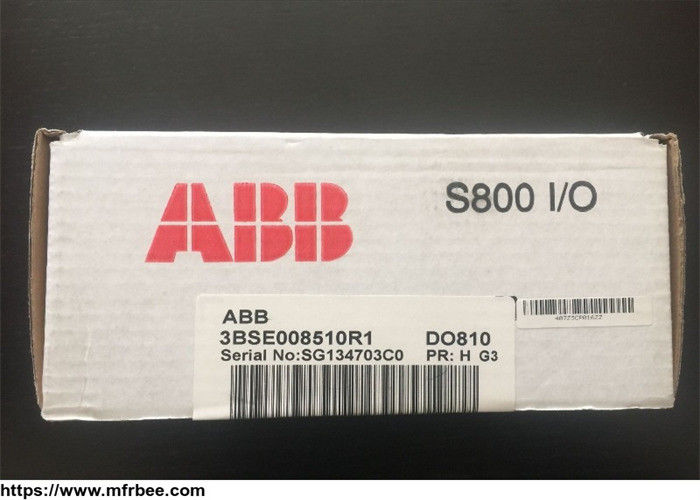 ABB
S800 I/O
ABB
3BSE008510R1 DO810
Serial No:SG134703C0 PR: H G3
https://www.mfrbee.com